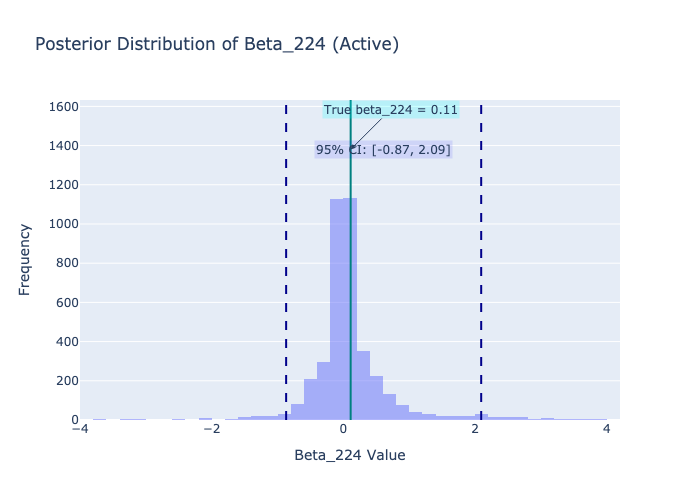 Posterior Distribution of Beta_224 (Active)
True beta_224 = 0.11
95% CI: [-0.87, 2.09]
1600
1400
1200
1000
800
600
400
200
0
Frequency
−4
−2
0
2
4
Beta_224 Value